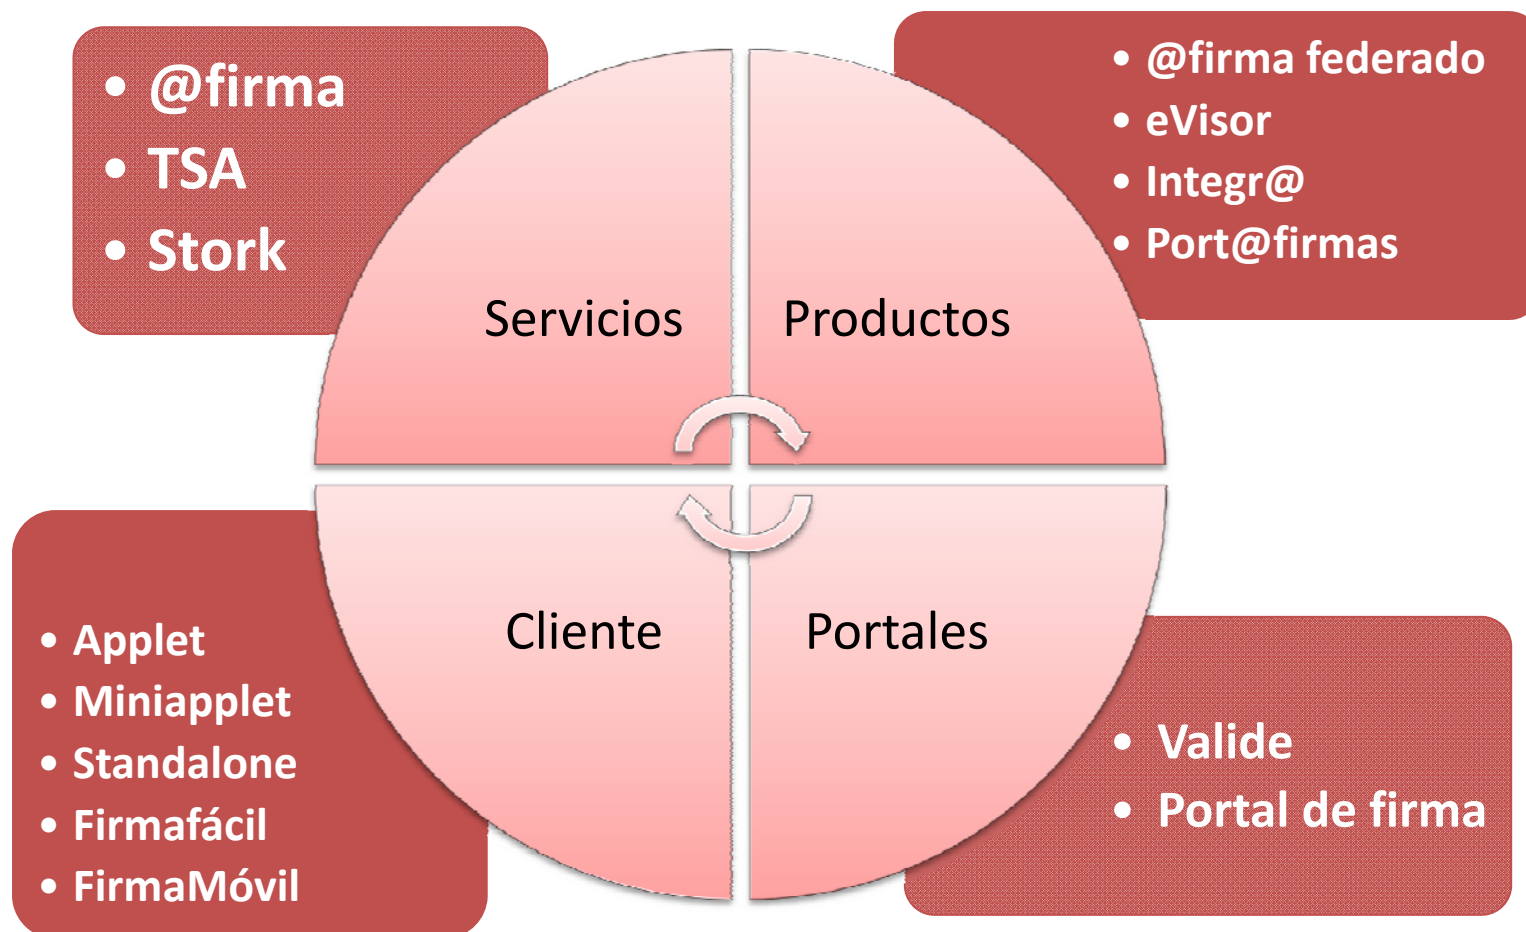 • @firma
• TSA
• Stork
• @firma federado
• eVisor
• Integr@
• Port@firmas
Servicios
Productos
Cliente
Portales
• Applet
• Miniapplet
• Standalone
• Firmafácil
• FirmaMóvil
• Valide
• Portal de firma